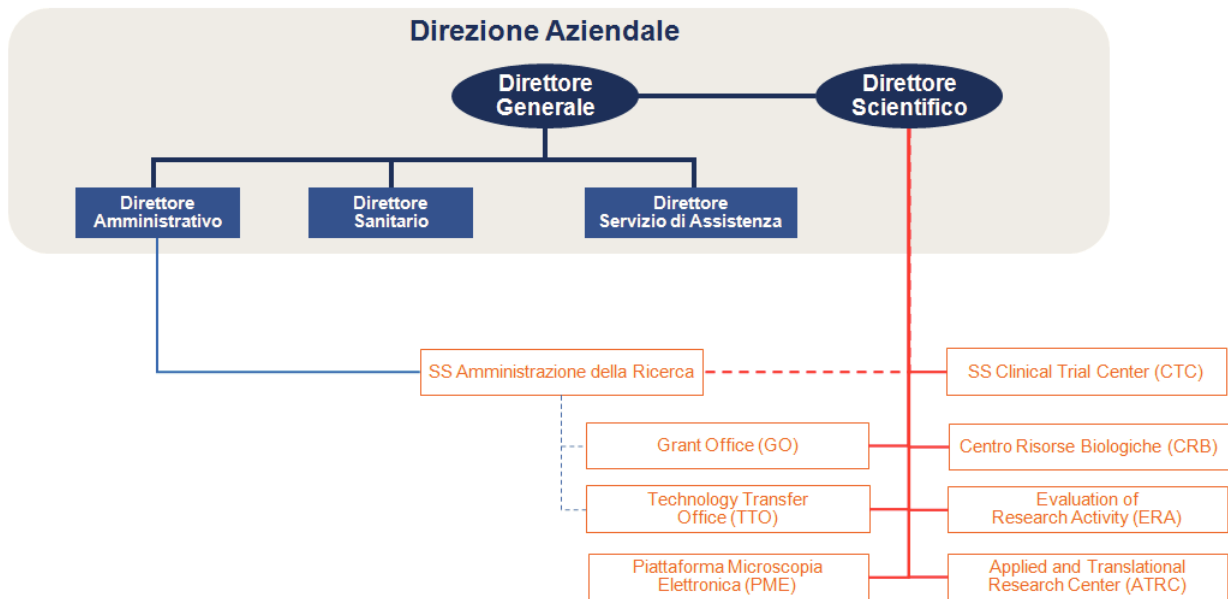 Direzione Aziendale
Direttore
Generale
Direttore
Scientifico
Direttore
Amministrativo
Direttore
Sanitario
Direttore
Servizio di Assistenza
SS Amministrazione della Ricerca
SS Clinical Trial Center (CTC)
Grant Office (GO)
Centro Risorse Biologiche (CRB)
Technology Transfer
Office (TTO)
Evaluation of
Research Activity (ERA)
Piattaforma Microscopia
Elettronica (PME)
Applied and Translational
Research Center (ATRC)